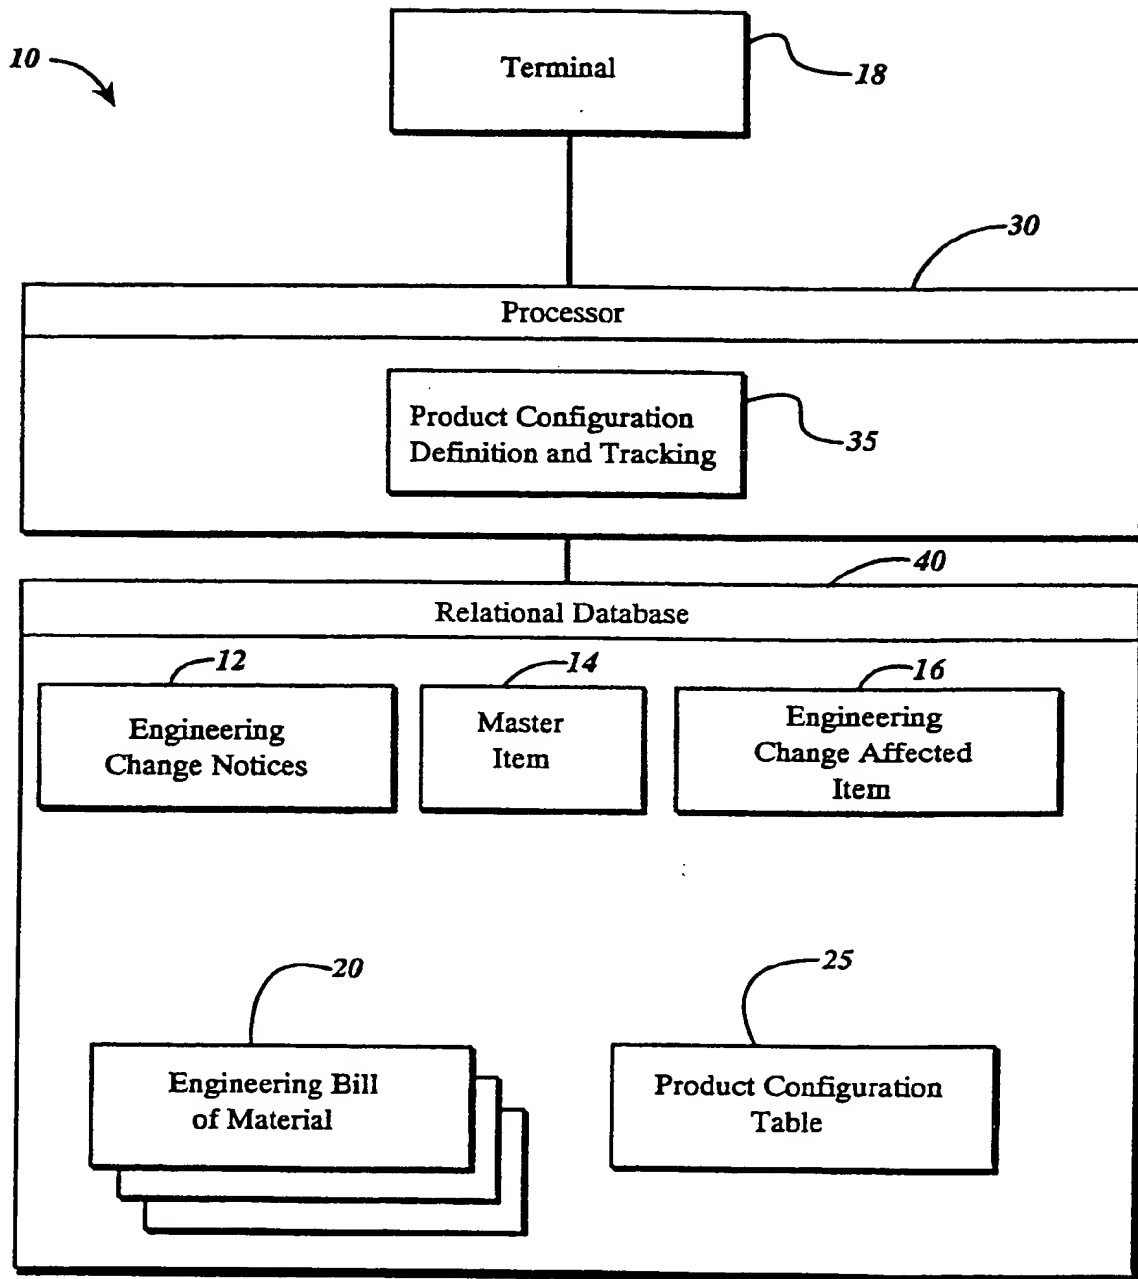 10
Terminal
18
30
Processor
Product Configuration
Definition and Tracking
35
40
Relational Database
12
14
16
Engineering
Change Notices
Master
Item
Engineering
Change Affected
Item
20
25
Engineering Bill
of Material
Product Configuration
Table